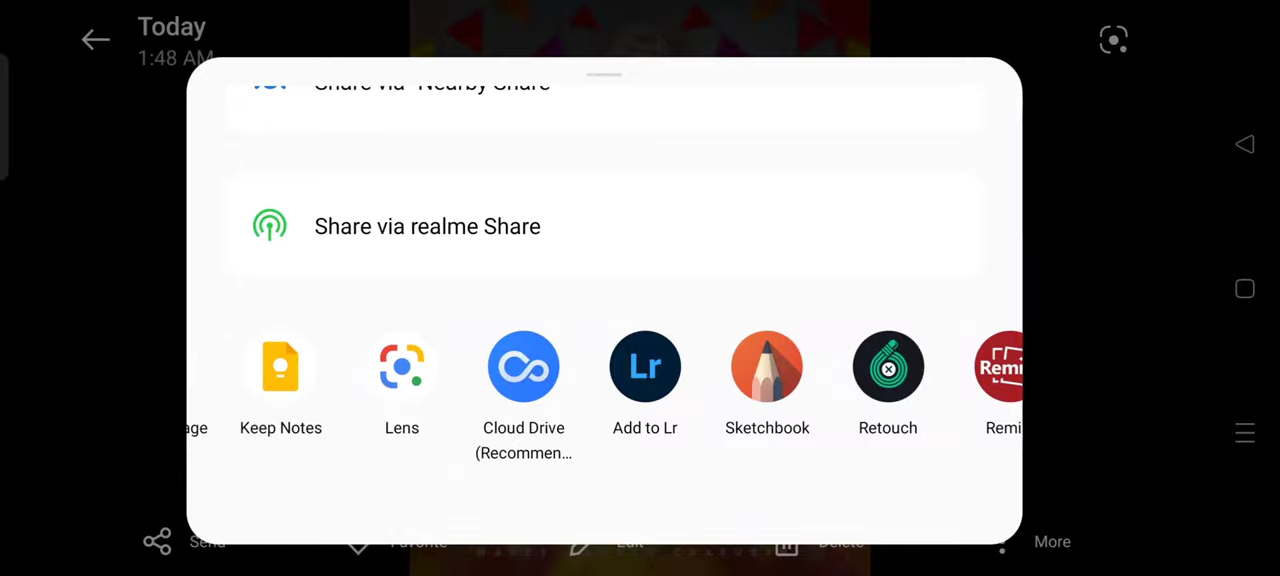 Today
1:48 AM
Share via "Nearby Share"
Share via realme Share
Lr
Remi
age
Keep Notes
Lens
Cloud Drive
(Recommen...
Add to Lr
Sketchbook
Retouch
Remi
Send
Favorite
Edit
Delete
More